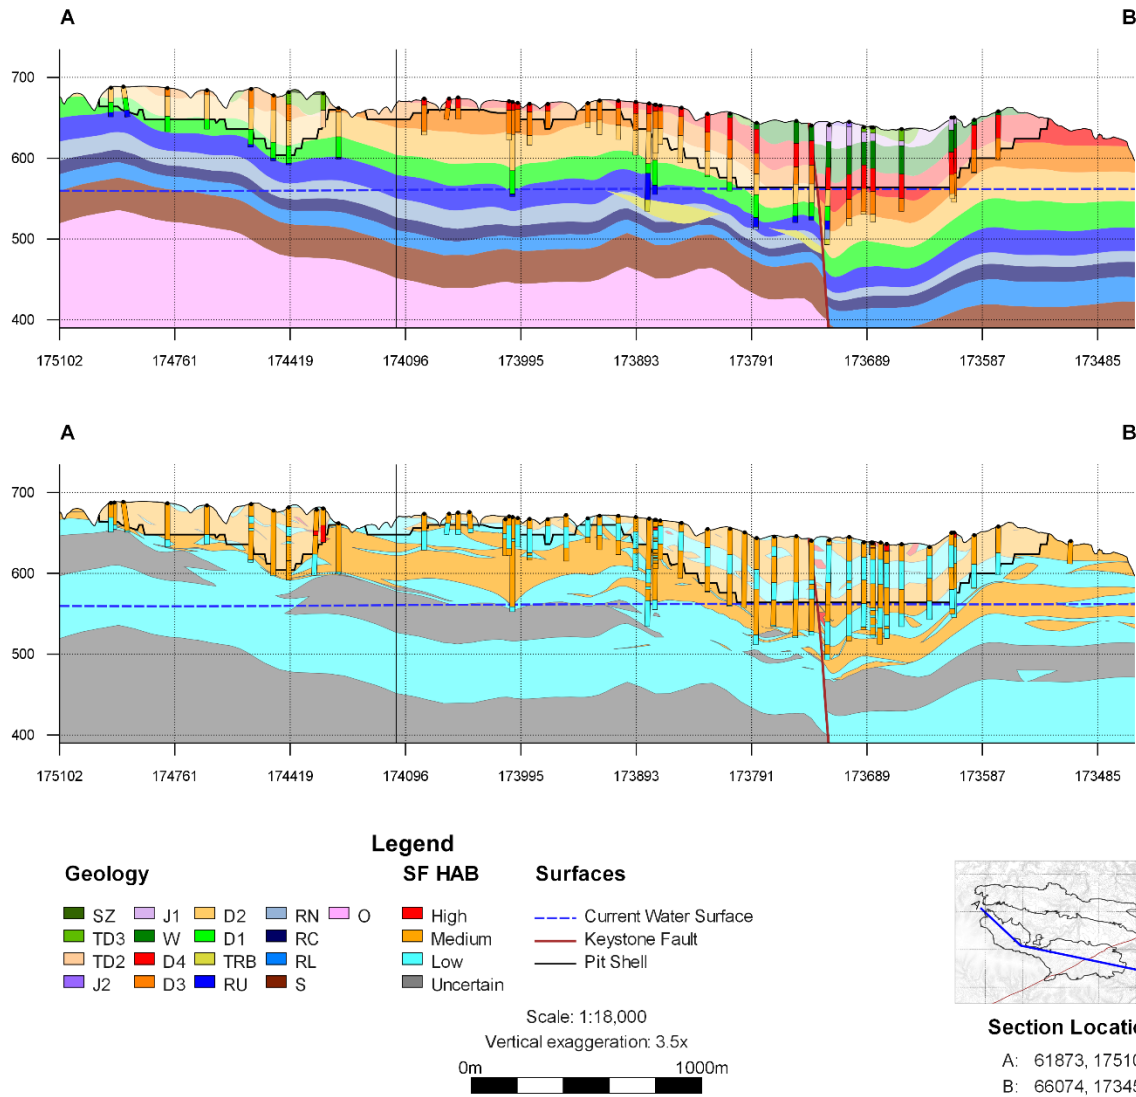 A B
700
600
500
400
175102 174761 174419 174096 173995 173893 173791 173689 173587 173485
A B
700
600
500
400
175102 174761 174419 174096 173995 173893 173791 173689 173587 173485
Legend
Geology SF HAB Surfaces
SZ J1 D2 RN O High Current Water Surface
TD3 W D1 RC Medium Keystone Fault
TD2 D4 TRB RL Low Pit Shell
J2 D3 RU S Uncertain
Scale: 1:18,000
Vertical exaggeration: 3.5x
0m 1000m
Section Locatio
A: 61873, 17510
B: 66074, 17345